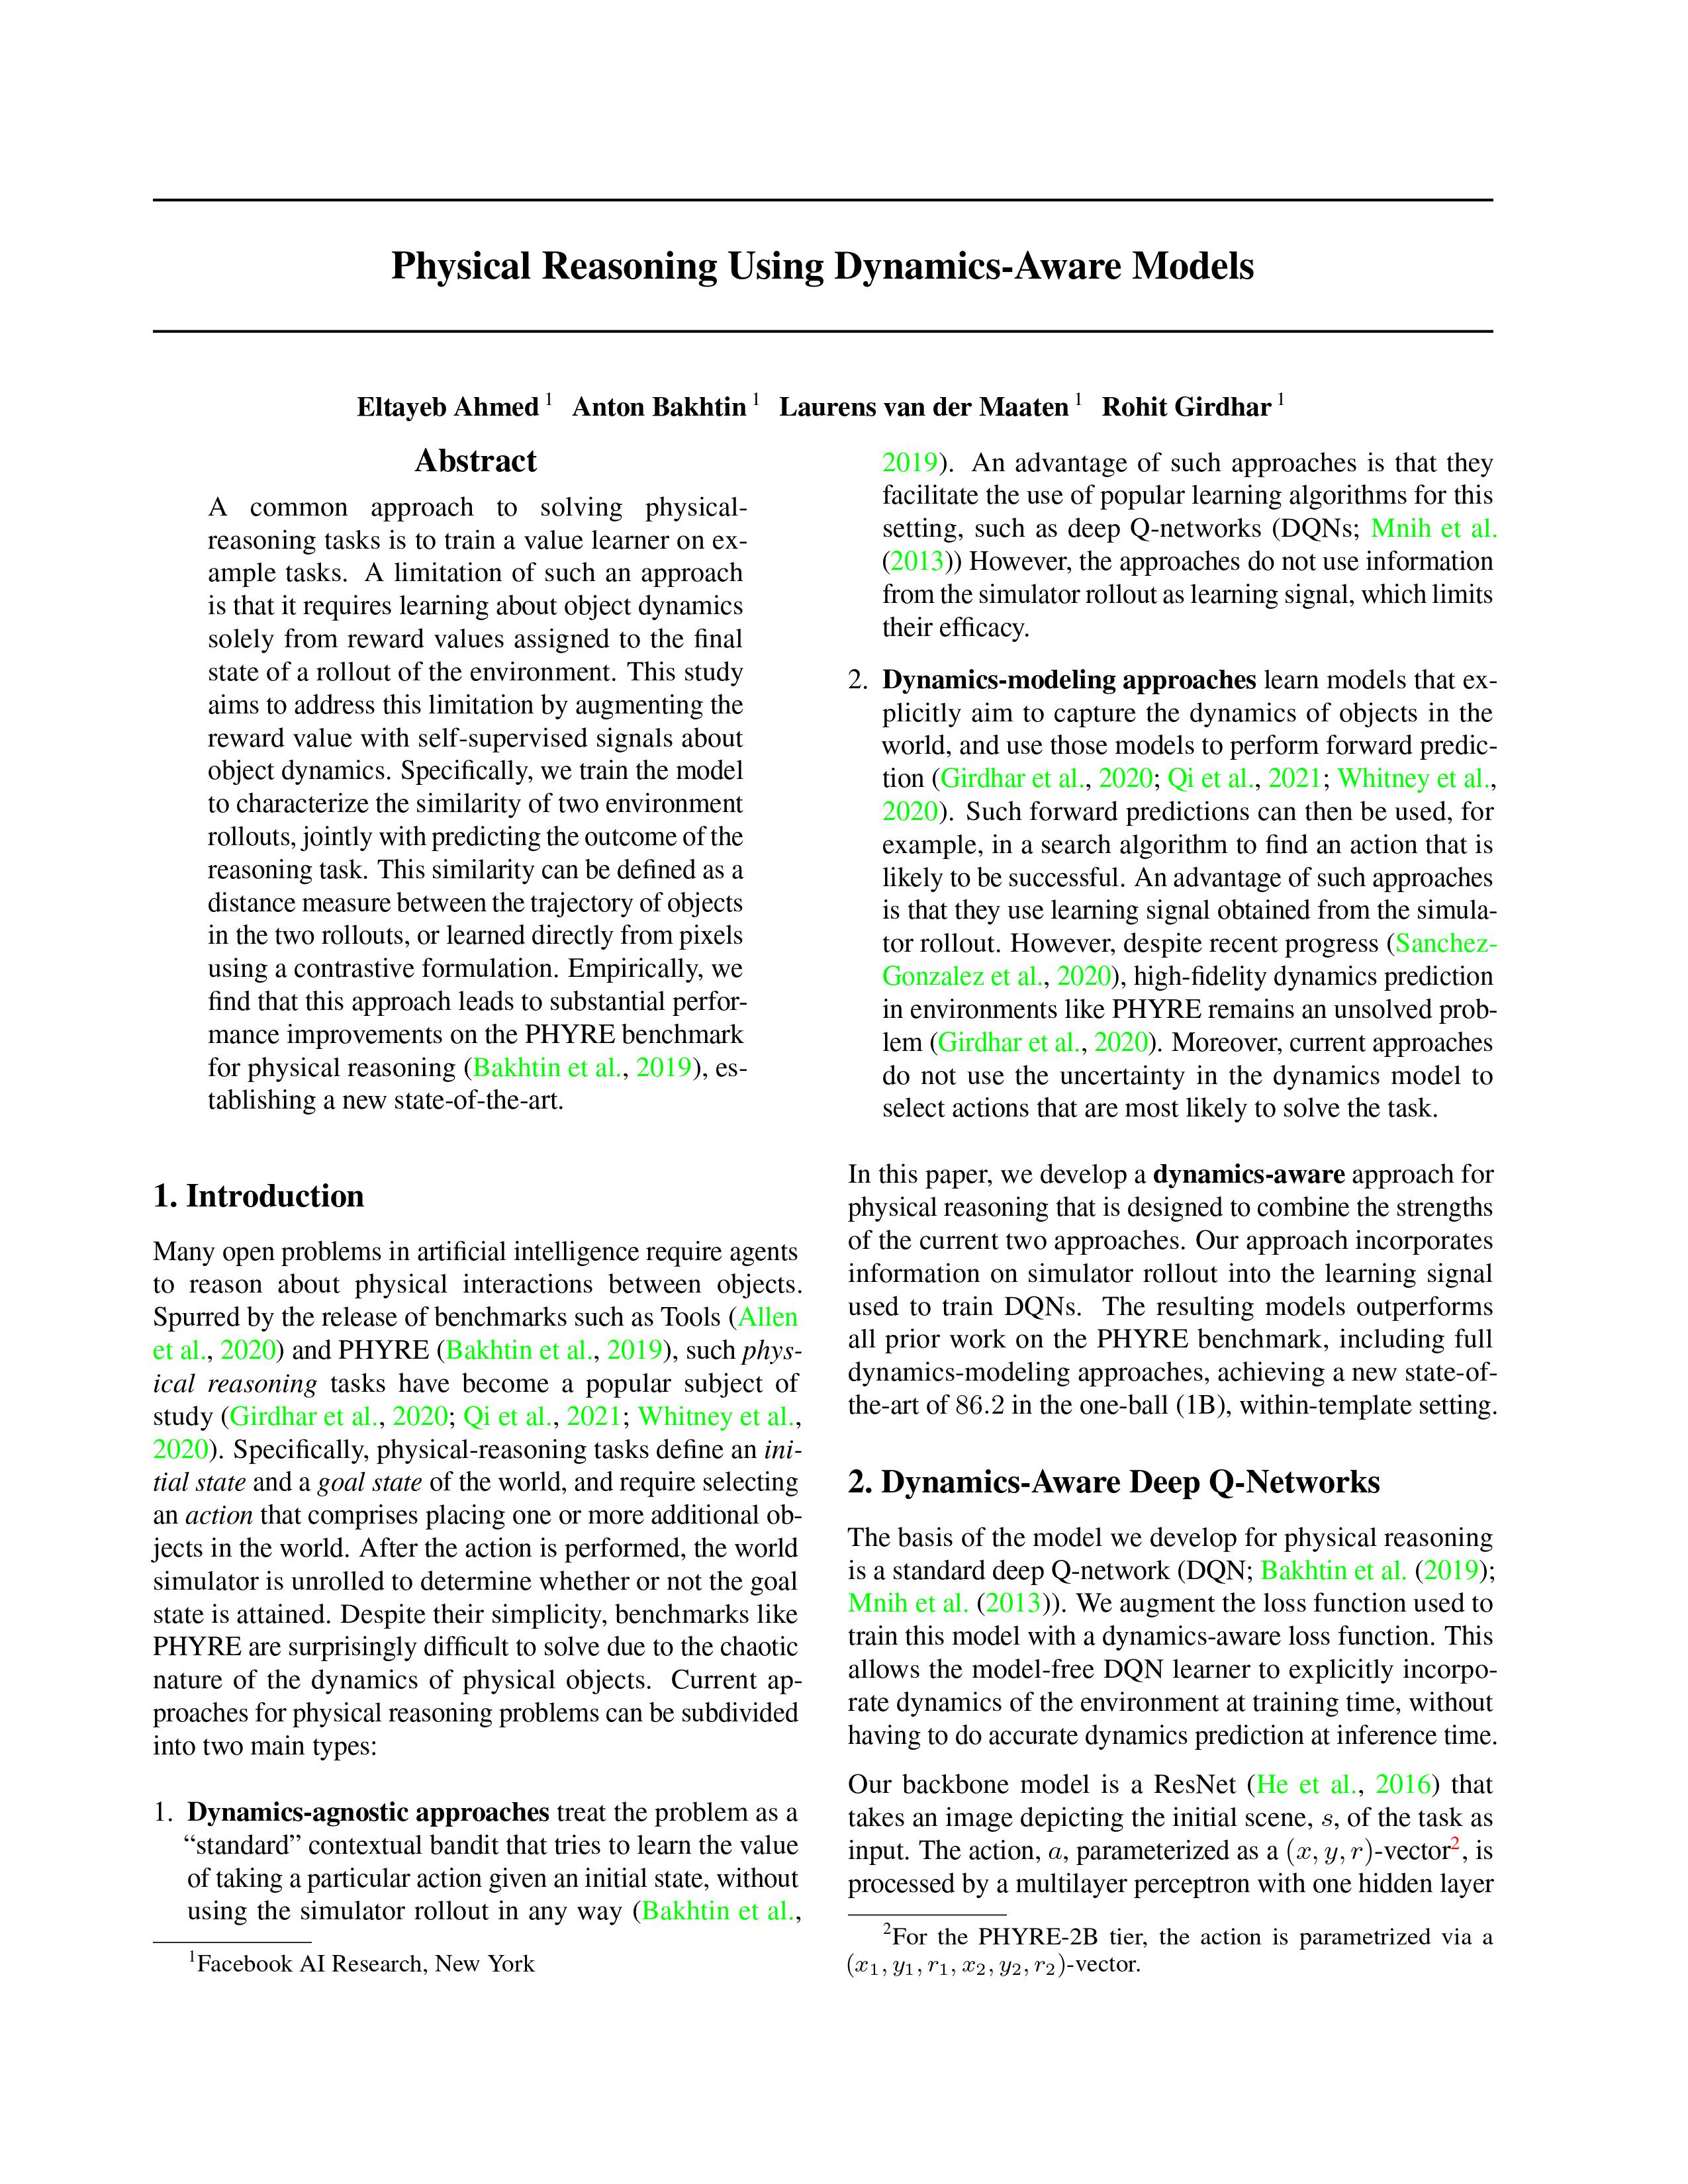 Physical Reasoning Using Dynamics-Aware Models
Eltayeb Ahmed 1 Anton Bakhtin 1 Laurens van der Maaten 1 Rohit Girdhar 1
Abstract
A common approach to solving physical-
reasoning tasks is to train a value learner on ex-
ample tasks. A limitation of such an approach
is that it requires learning about object dynamics
solely from reward values assigned to the final
state of a rollout of the environment. This study
aims to address this limitation by augmenting the
reward value with self-supervised signals about
object dynamics. Specifically, we train the model
to characterize the similarity of two environment
rollouts, jointly with predicting the outcome of the
reasoning task. This similarity can be defined as a
distance measure between the trajectory of objects
in the two rollouts, or learned directly from pixels
using a contrastive formulation. Empirically, we
find that this approach leads to substantial perfor-
mance improvements on the PHYRE benchmark
for physical reasoning (Bakhtin et al., 2019), es-
tablishing a new state-of-the-art.
1. Introduction
Many open problems in artificial intelligence require agents
to reason about physical interactions between objects.
Spurred by the release of benchmarks such as Tools (Allen
et al., 2020) and PHYRE (Bakhtin et al., 2019), such phys-
ical reasoning tasks have become a popular subject of
study (Girdhar et al., 2020; Qi et al., 2021; Whitney et al.,
2020). Specifically, physical-reasoning tasks define an ini-
tial state and a goal state of the world, and require selecting
an action that comprises placing one or more additional ob-
jects in the world. After the action is performed, the world
simulator is unrolled to determine whether or not the goal
state is attained. Despite their simplicity, benchmarks like
PHYRE are surprisingly difficult to solve due to the chaotic
nature of the dynamics of physical objects. Current ap-
proaches for physical reasoning problems can be subdivided
into two main types:
1. Dynamics-agnostic approaches treat the problem as a
“standard” contextual bandit that tries to learn the value
of taking a particular action given an initial state, without
using the simulator rollout in any way (Bakhtin et al.,
1Facebook AI Research, New York
2019). An advantage of such approaches is that they
facilitate the use of popular learning algorithms for this
setting, such as deep Q-networks (DQNs; Mnih et al.
(2013)) However, the approaches do not use information
from the simulator rollout as learning signal, which limits
their efficacy.
2. Dynamics-modeling approaches learn models that ex-
plicitly aim to capture the dynamics of objects in the
world, and use those models to perform forward predic-
tion (Girdhar et al., 2020; Qi et al., 2021; Whitney et al.,
2020). Such forward predictions can then be used, for
example, in a search algorithm to find an action that is
likely to be successful. An advantage of such approaches
is that they use learning signal obtained from the simula-
tor rollout. However, despite recent progress (Sanchez-
Gonzalez et al., 2020), high-fidelity dynamics prediction
in environments like PHYRE remains an unsolved prob-
lem (Girdhar et al., 2020). Moreover, current approaches
do not use the uncertainty in the dynamics model to
select actions that are most likely to solve the task.
In this paper, we develop a dynamics-aware approach for
physical reasoning that is designed to combine the strengths
of the current two approaches. Our approach incorporates
information on simulator rollout into the learning signal
used to train DQNs. The resulting models outperforms
all prior work on the PHYRE benchmark, including full
dynamics-modeling approaches, achieving a new state-of-
the-art of 86.2 in the one-ball (1B), within-template setting.
2. Dynamics-Aware Deep Q-Networks
The basis of the model we develop for physical reasoning
is a standard deep Q-network (DQN; Bakhtin et al. (2019);
Mnih et al. (2013)). We augment the loss function used to
train this model with a dynamics-aware loss function. This
allows the model-free DQN learner to explicitly incorpo-
rate dynamics of the environment at training time, without
having to do accurate dynamics prediction at inference time.
Our backbone model is a ResNet (He et al., 2016) that
takes an image depicting the initial scene, s, of the task as
input. The action, a, parameterized as a (x, y, r)-vector2, is
processed by a multilayer perceptron with one hidden layer
2For the PHYRE-2B tier, the action is parametrized via a
(x1, y1, r1, x2, y2, r2)-vector.